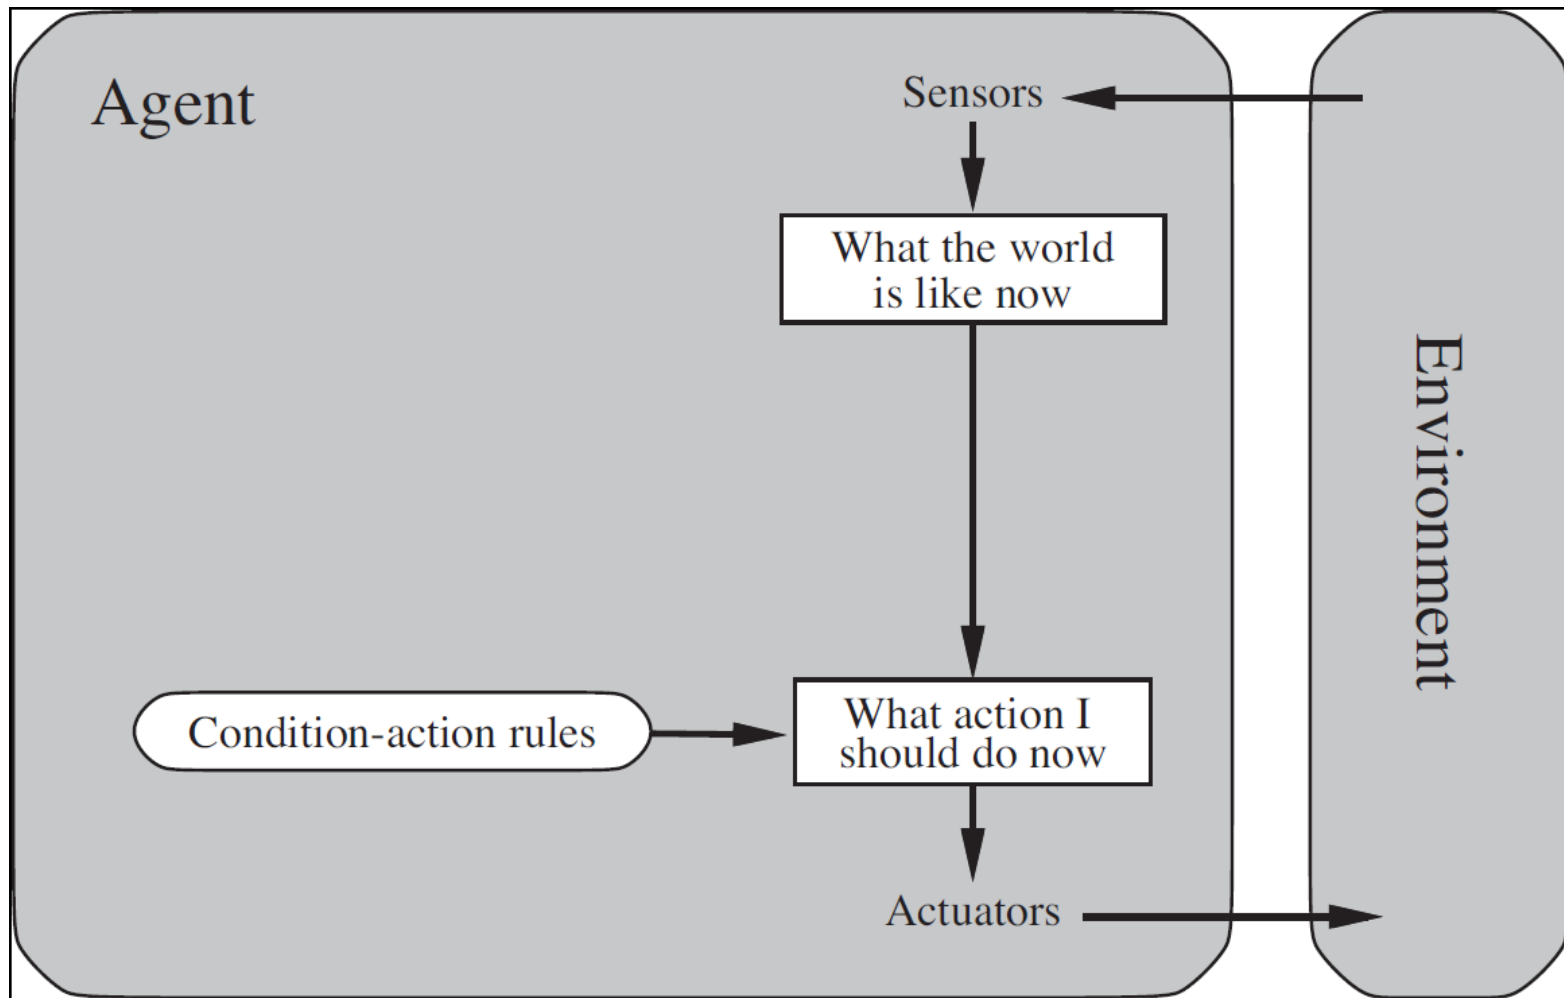 Agent
Sensors
What the world
is like now
Environment
Condition-action rules
What action I
should do now
Actuators